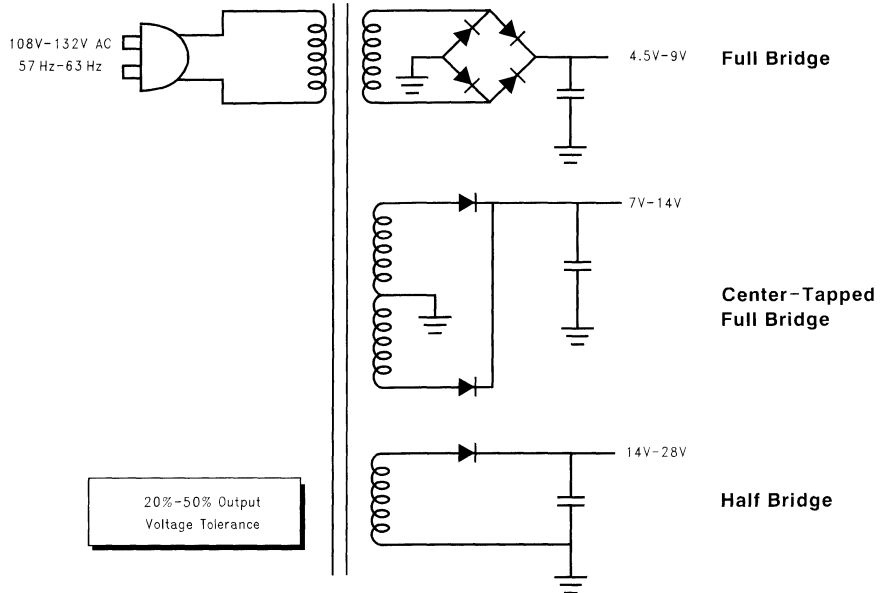 108V–132V AC
57 Hz–63 Hz
4.5V–9V
Full Bridge
7V–14V
Center–Tapped
Full Bridge
14V–28V
Half Bridge
20%–50% Output
Voltage Tolerance